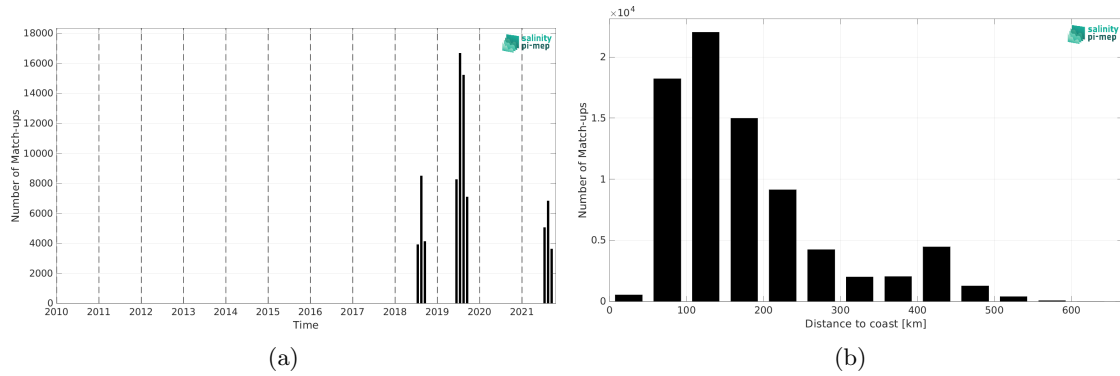 18000
16000
14000
12000
10000
8000
6000
4000
2000
0
Number of Match-ups
2010 2011 2012 2013 2014 2015 2016 2017 2018 2019 2020 2021
Time
salinity
pi-mep
(a)
×10⁴
2
1.5
1
0.5
0
Number of Match-ups
0 100 200 300 400 500 600
Distance to coast [km]
salinity
pi-mep
(b)